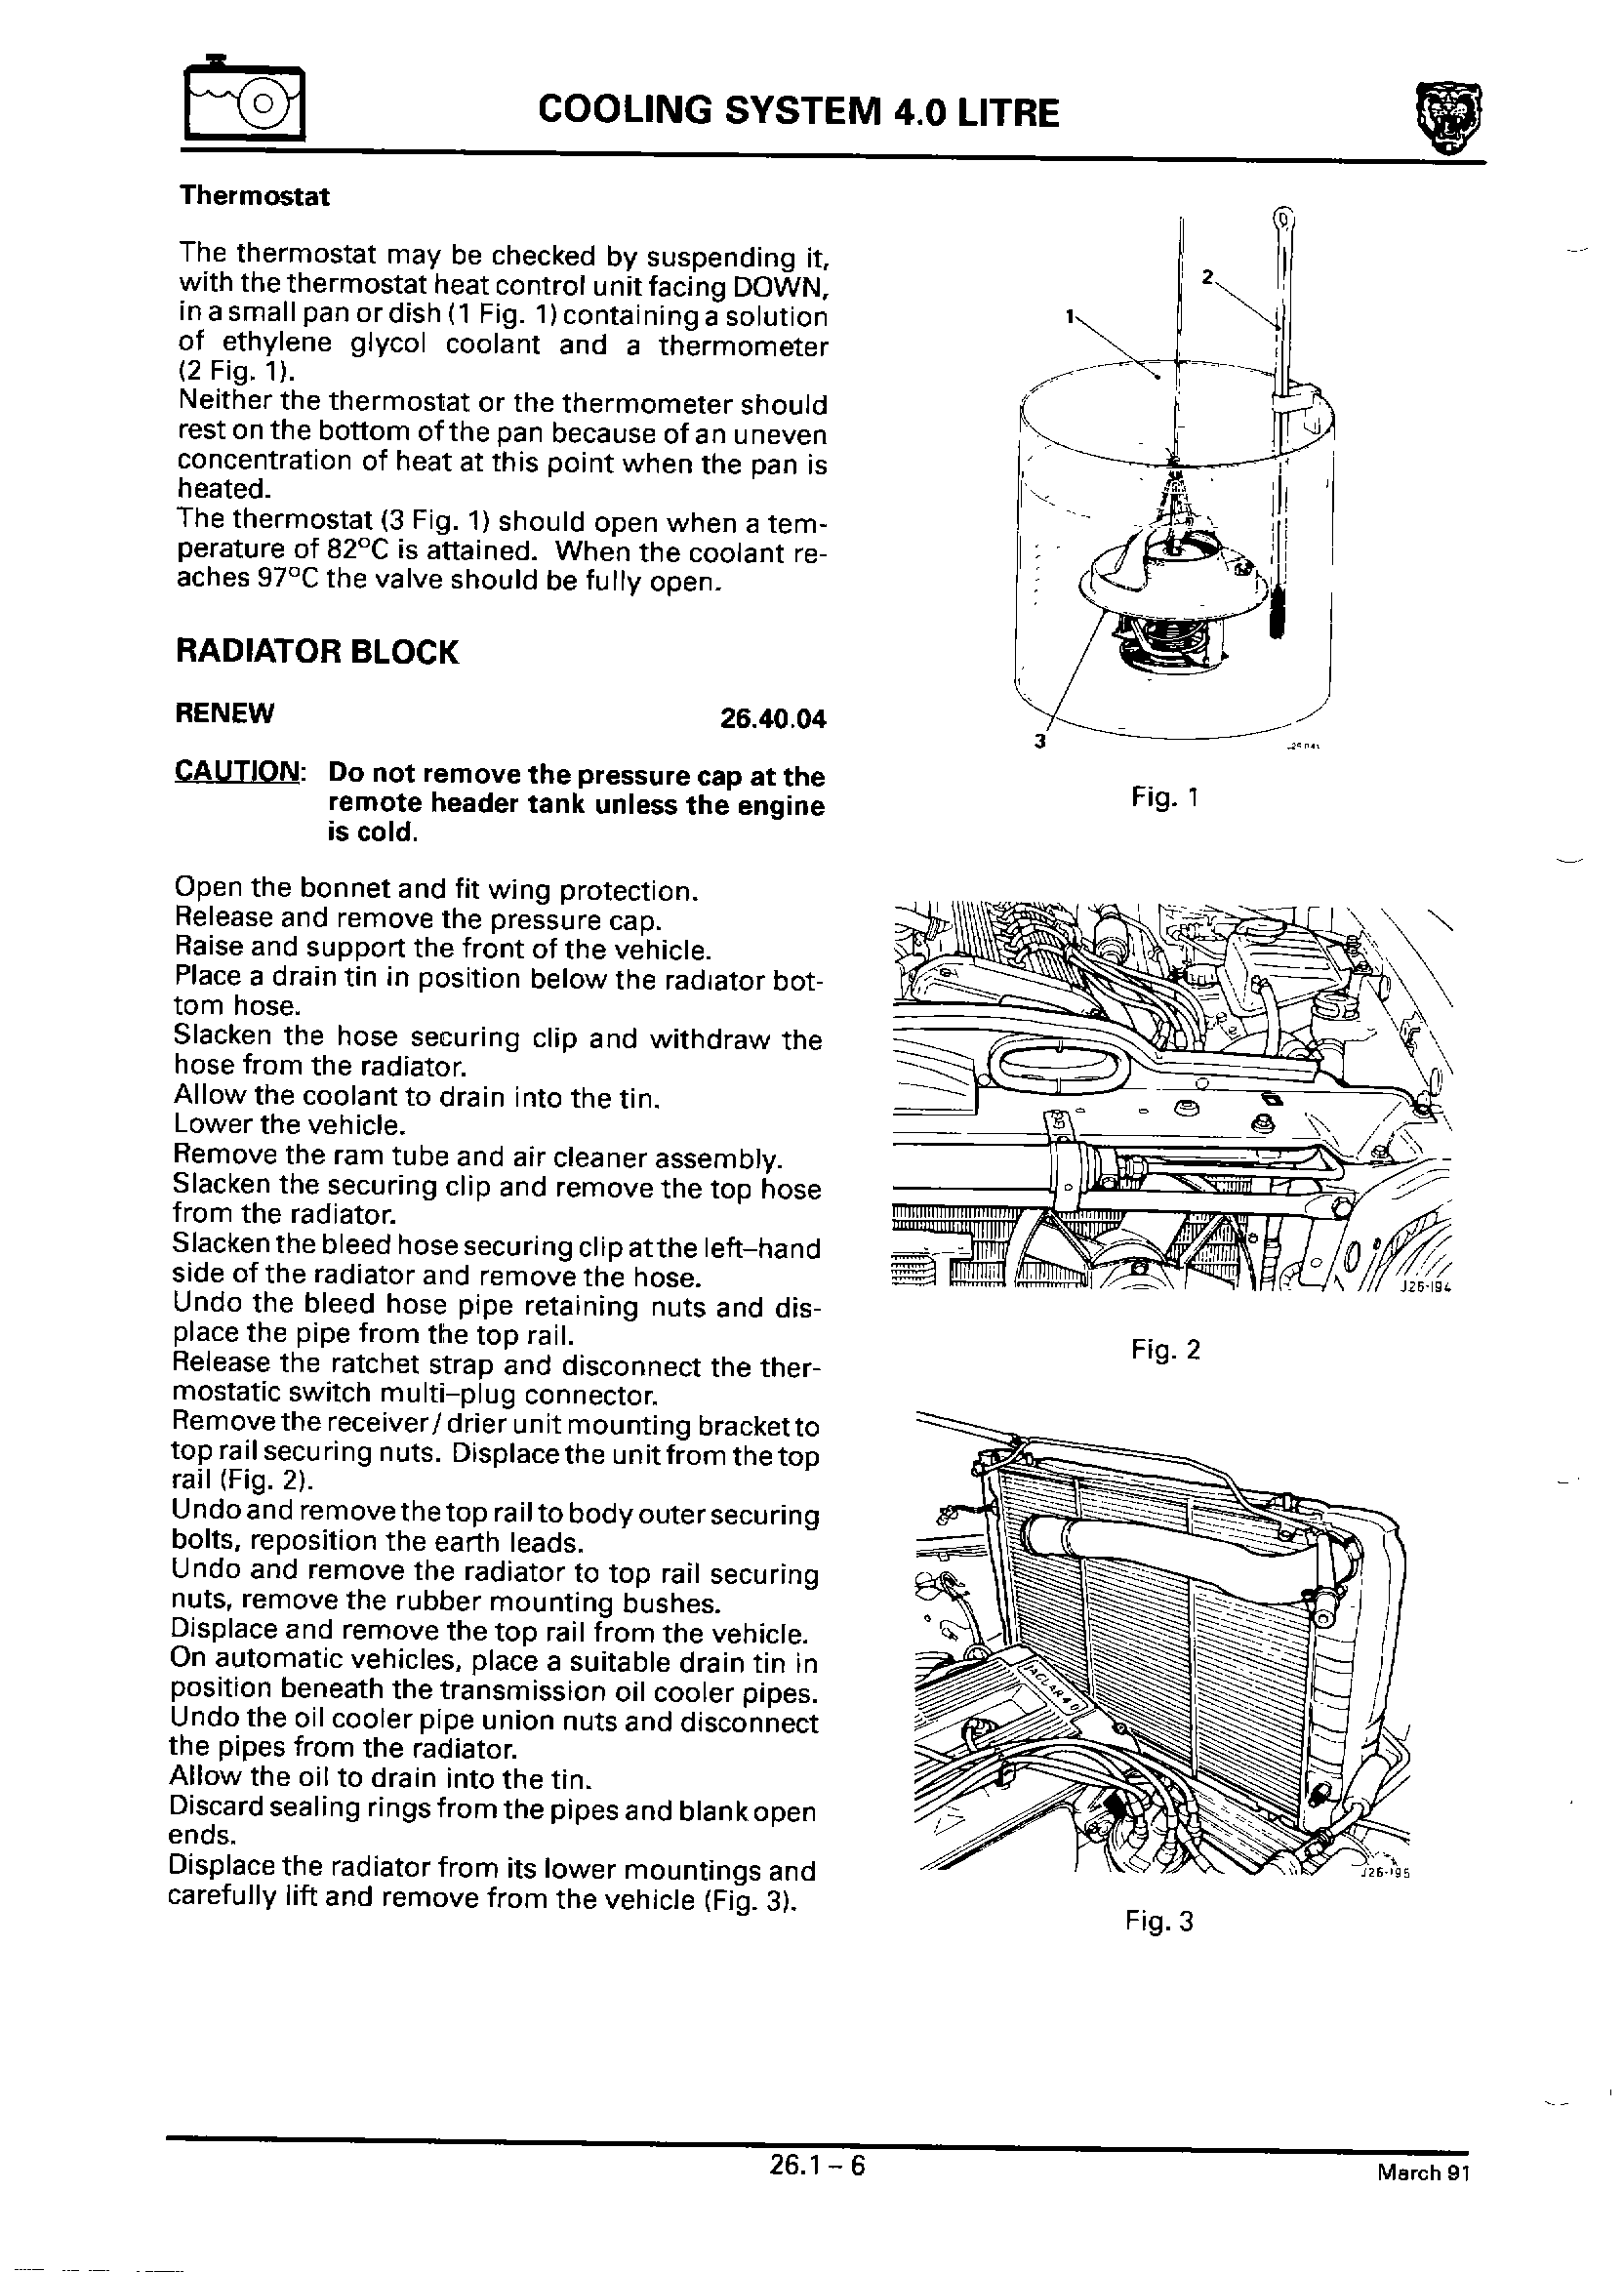 COOLING SYSTEM 4.0 LITRE
Thermostat
The thermostat may be checked by suspending it,
with the thermostat heat control unit facing DOWN,
in a small pan or dish (1 Fig. 1) containing a solution
of ethylene glycol coolant and a thermometer
(2 Fig. 1).
Neither the thermostat or the thermometer should
rest on the bottom of the pan because of an uneven
concentration of heat at this point when the pan is
heated.
The thermostat (3 Fig. 1) should open when a tem-
perature of 82°C is attained. When the coolant re-
aches 97°C the valve should be fully open.
RADIATOR BLOCK
RENEW 26.40.04
CAUTION: Do not remove the pressure cap at the
remote header tank unless the engine
is cold.
Open the bonnet and fit wing protection.
Release and remove the pressure cap.
Raise and support the front of the vehicle.
Place a drain tin in position below the radiator bot-
tom hose.
Slacken the hose securing clip and withdraw the
hose from the radiator.
Allow the coolant to drain into the tin.
Lower the vehicle.
Remove the ram tube and air cleaner assembly.
Slacken the securing clip and remove the top hose
from the radiator.
Slacken the bleed hose securing clip at the left-hand
side of the radiator and remove the hose.
Undo the bleed hose pipe retaining nuts and dis-
place the pipe from the top rail.
Release the ratchet strap and disconnect the ther-
mostatic switch multi-plug connector.
Remove the receiver/drier unit mounting bracket to
top rail securing nuts. Displace the unit from the top
rail (Fig. 2).
Undo and remove the top rail to body outer securing
bolts, reposition the earth leads.
Undo and remove the radiator to top rail securing
nuts, remove the rubber mounting bushes.
Displace and remove the top rail from the vehicle.
On automatic vehicles, place a suitable drain tin in
position beneath the transmission oil cooler pipes.
Undo the oil cooler pipe union nuts and disconnect
the pipes from the radiator.
Allow the oil to drain into the tin.
Discard sealing rings from the pipes and blank open
ends.
Displace the radiator from its lower mountings and
carefully lift and remove from the vehicle (Fig. 3).
1
2
3
Fig. 1
J26-194
Fig. 2
JAGUAR 4.0
J26-195
Fig. 3
26.1 – 6
March 91